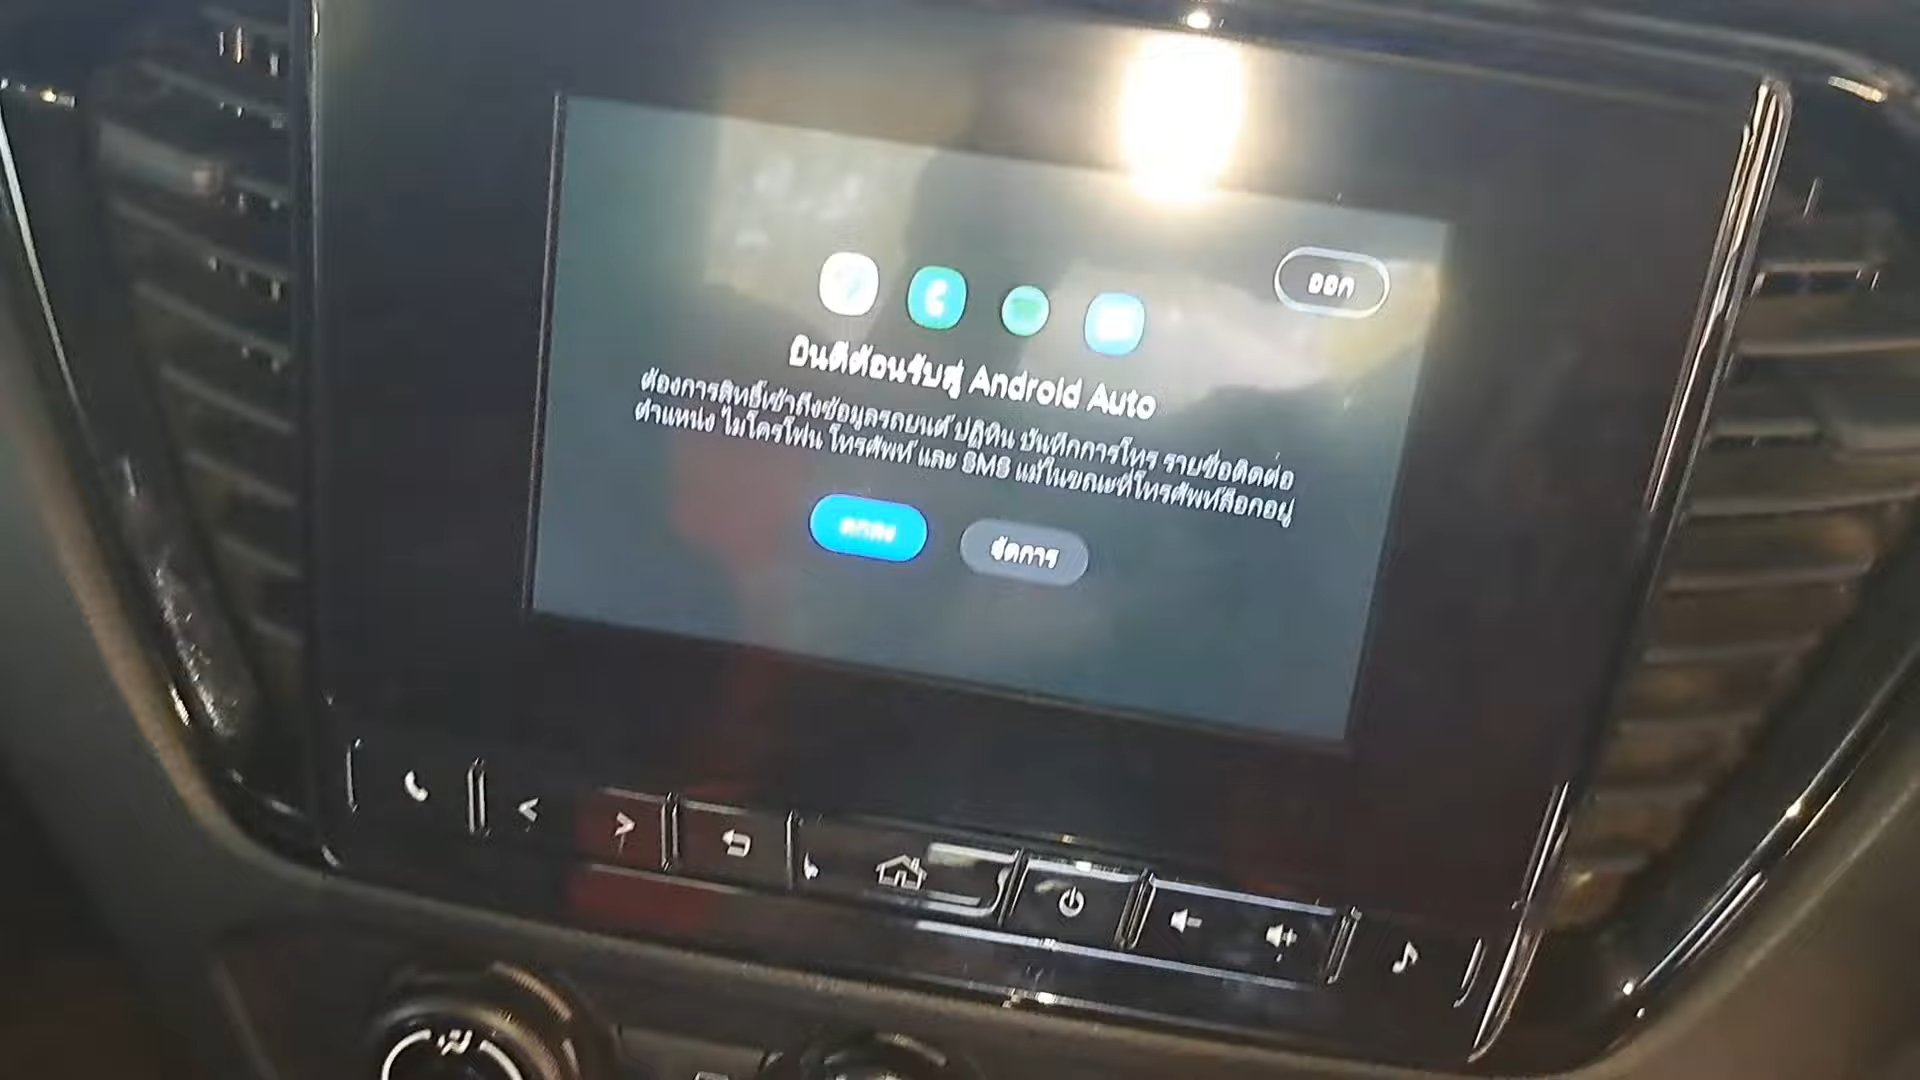 ออก
ยินดีต้อนรับสู่ Android Auto
ต้องการสิทธิ์เข้าถึงข้อมูลรถยนต์ ปฏิทิน บันทึกการโทร รายชื่อติดต่อ
ตำแหน่ง ไมโครโฟน โทรศัพท์ และ SMS แม้ในขณะที่โทรศัพท์ล็อกอยู่
ตกลง
จัดการ